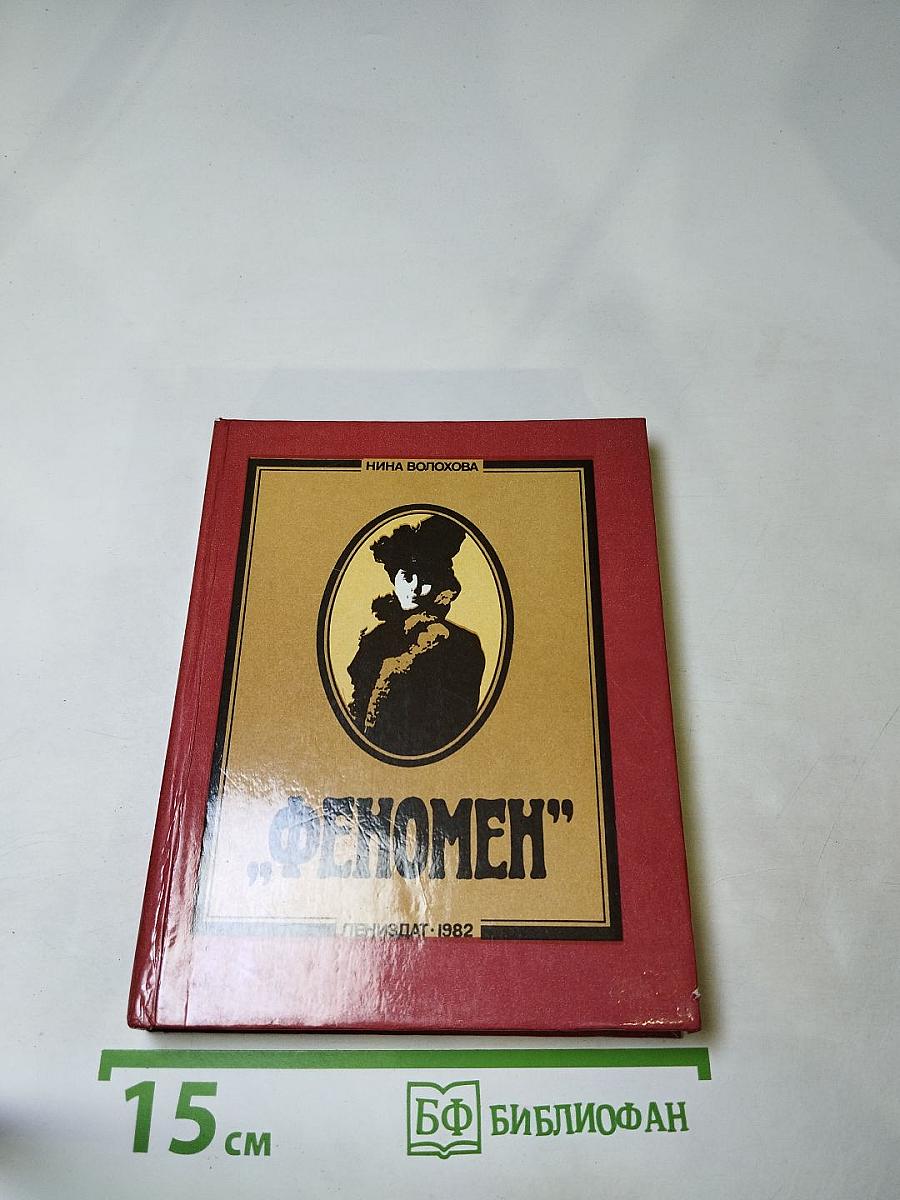 НИНА ВОЛОХОВА
„ФЕНОМЕН”
ЛЕНИЗДАТ·1982
15 см
БФ БИБЛИОФАН